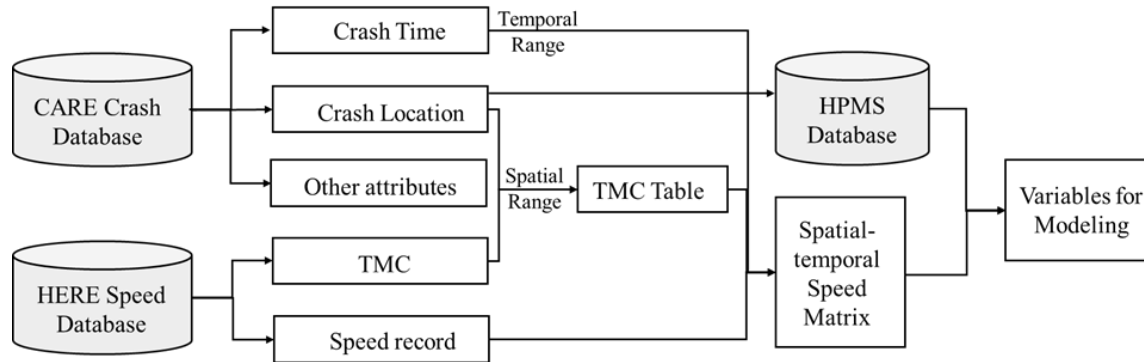 CARE Crash
Database
HERE Speed
Database
Crash Time
Crash Location
Other attributes
TMC
Speed record
Temporal
Range
Spatial
Range
TMC Table
HPMS
Database
Spatial-
temporal
Speed
Matrix
Variables for
Modeling